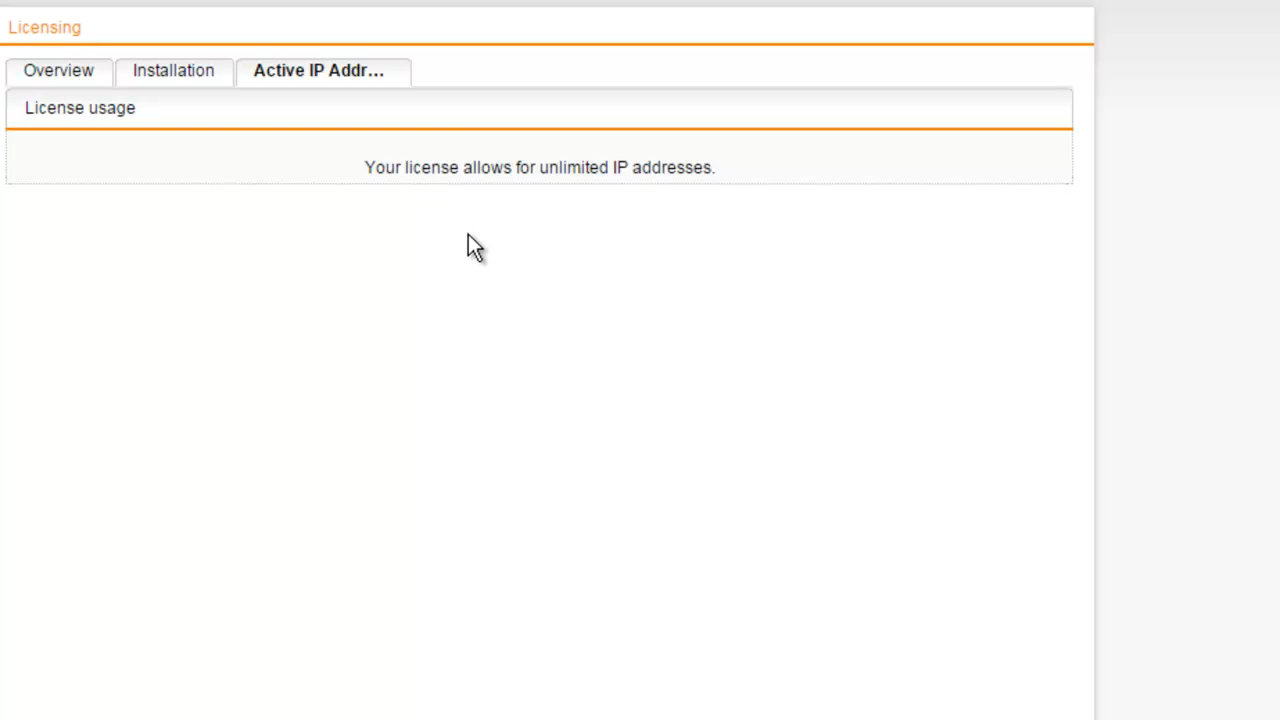 Licensing
Overview Installation Active IP Addr...
License usage
Your license allows for unlimited IP addresses.